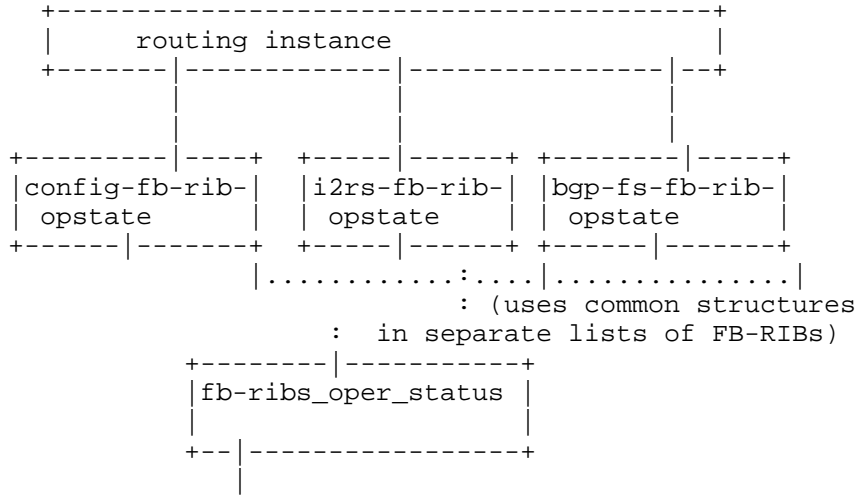 routing instance
config-fb-rib- i2rs-fb-rib- bgp-fs-fb-rib-
opstate opstate opstate
(uses common structures
in separate lists of FB-RIBs)
fb-ribs_oper_status